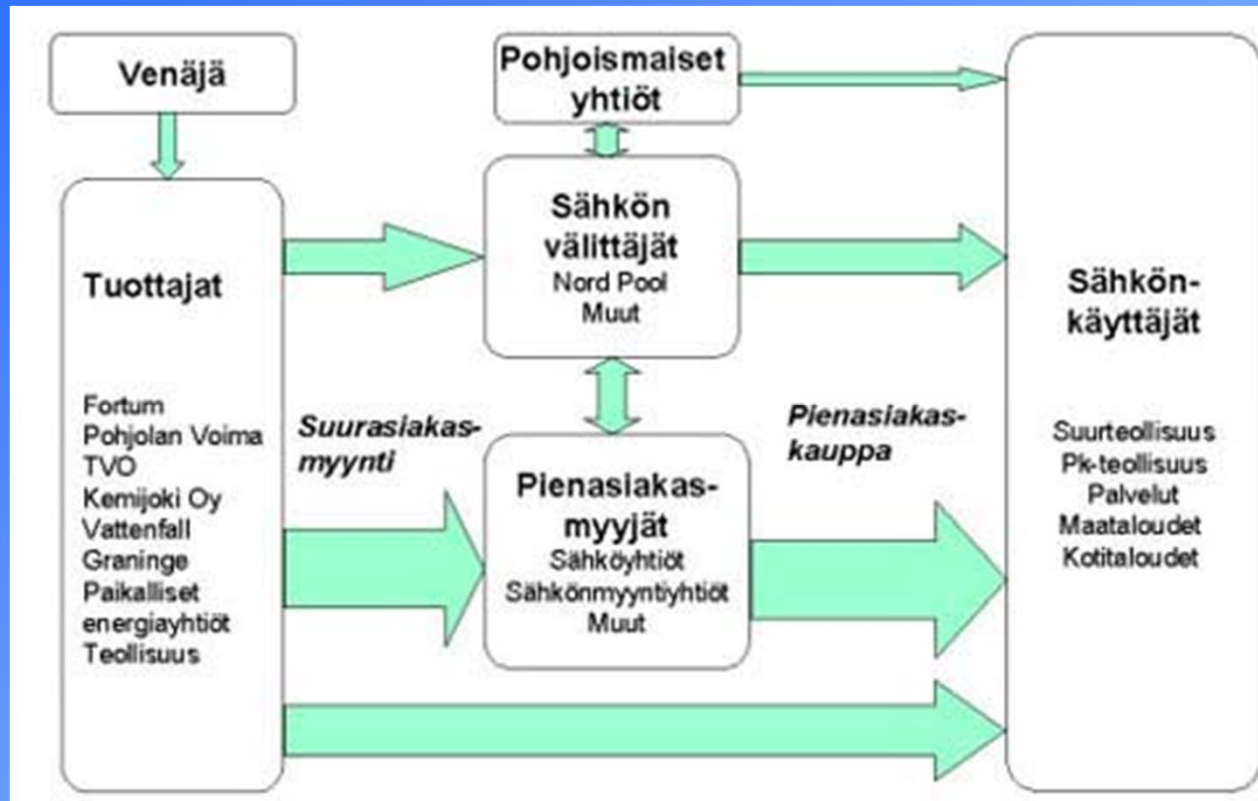 Venäjä
Pohjoismaiset
yhtiöt
Tuottajat
Fortum
Pohjolan Voima
TVO
Kemijoki Oy
Vattenfall
Graninge
Paikalliset
energiayhtiöt
Teollisuus
Suurasiakas-
myynti
Sähkön
välittäjät
Nord Pool
Muut
Pienasiakas-
myyjät
Sähköyhtiöt
Sähkönmyyntiyhtiöt
Muut
Pienasiakas-
kauppa
Sähkön-
käyttäjät
Suurteollisuus
Pk-teollisuus
Palvelut
Maataloudet
Kotitaloudet